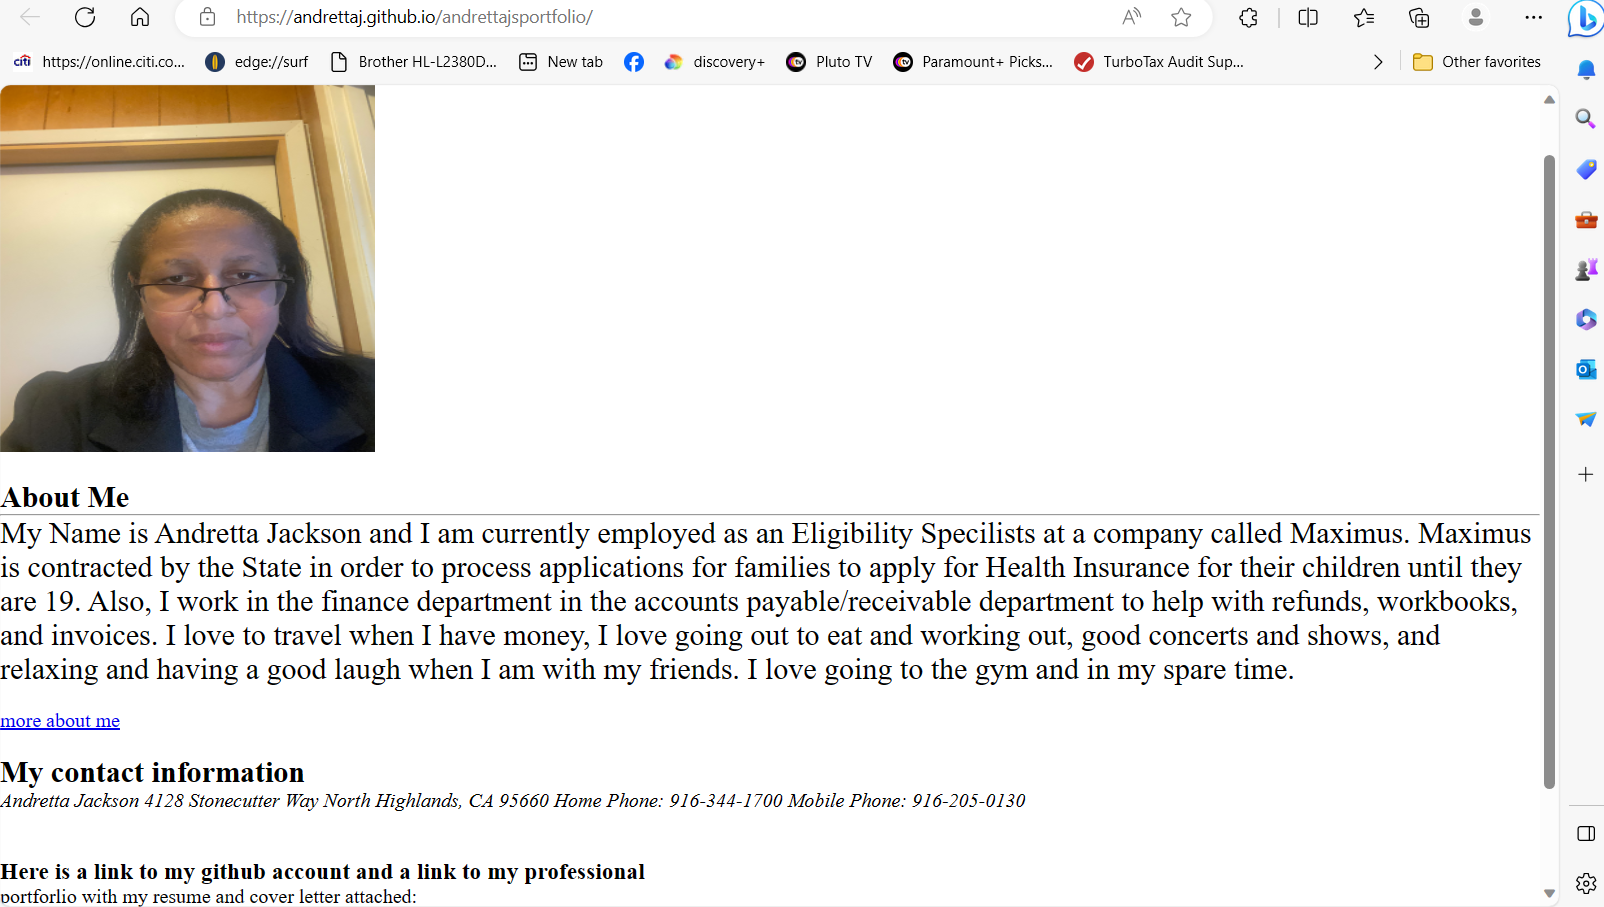 https://andrettaj.github.io/andrettajsportfolio/
citi https://online.citi.co... edge://surf Brother HL-L2380D... New tab discovery+ Pluto TV Paramount+ Picks... TurboTax Audit Sup... Other favorites
About Me
My Name is Andretta Jackson and I am currently employed as an Eligibility Specilists at a company called Maximus. Maximus
is contracted by the State in order to process applications for families to apply for Health Insurance for their children until they
are 19. Also, I work in the finance department in the accounts payable/receivable department to help with refunds, workbooks,
and invoices. I love to travel when I have money, I love going out to eat and working out, good concerts and shows, and
relaxing and having a good laugh when I am with my friends. I love going to the gym and in my spare time.
more about me
My contact information
Andretta Jackson 4128 Stonecutter Way North Highlands, CA 95660 Home Phone: 916-344-1700 Mobile Phone: 916-205-0130
Here is a link to my github account and a link to my professional
portforlio with my resume and cover letter attached: